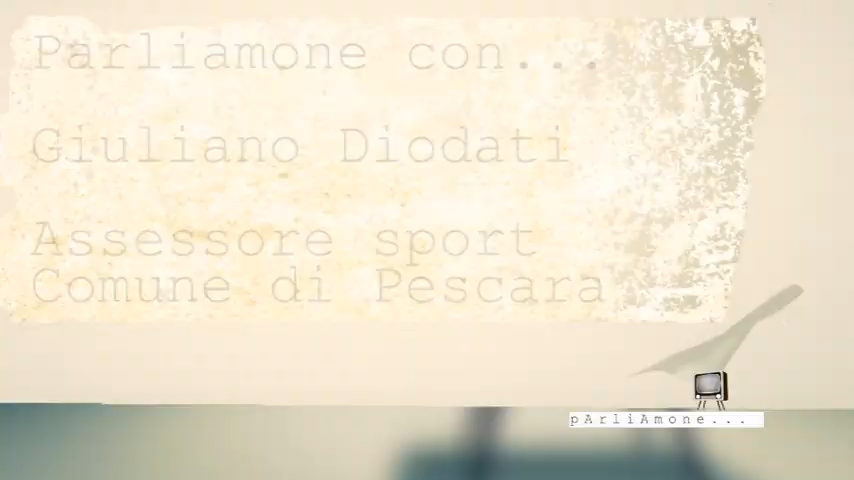 Parliamone con...
Giuliano Diodati
Assessore sport
Comune di Pescara
pArliAmone...